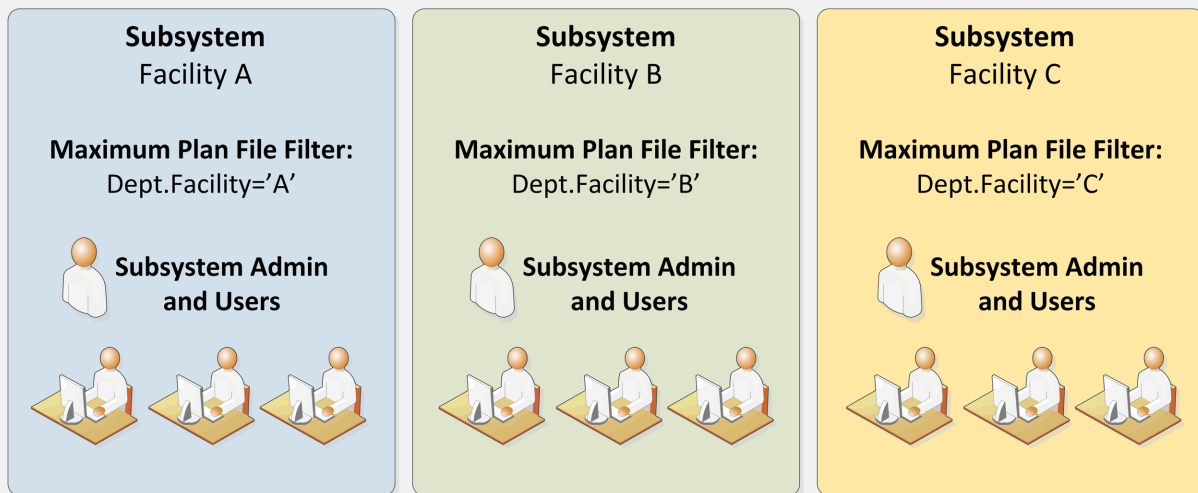 Subsystem
Facility A
Maximum Plan File Filter:
Dept.Facility=’A’
Subsystem Admin
and Users
Subsystem
Facility B
Maximum Plan File Filter:
Dept.Facility=’B’
Subsystem Admin
and Users
Subsystem
Facility C
Maximum Plan File Filter:
Dept.Facility=’C’
Subsystem Admin
and Users